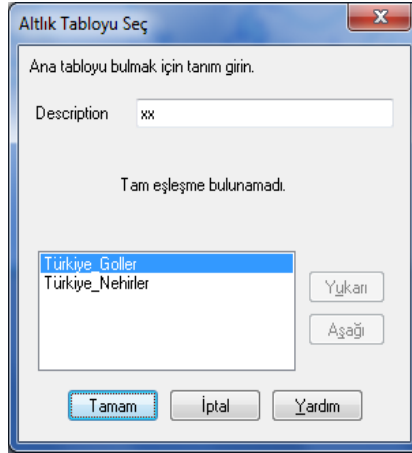 Altlık Tabloyu Seç
Ana tabloyu bulmak için tanım girin.
Description xx
Tam eşleşme bulunamadı.
Türkiye_Goller
Türkiye_Nehirler
Yukarı
Aşağı
Tamam İptal Yardım